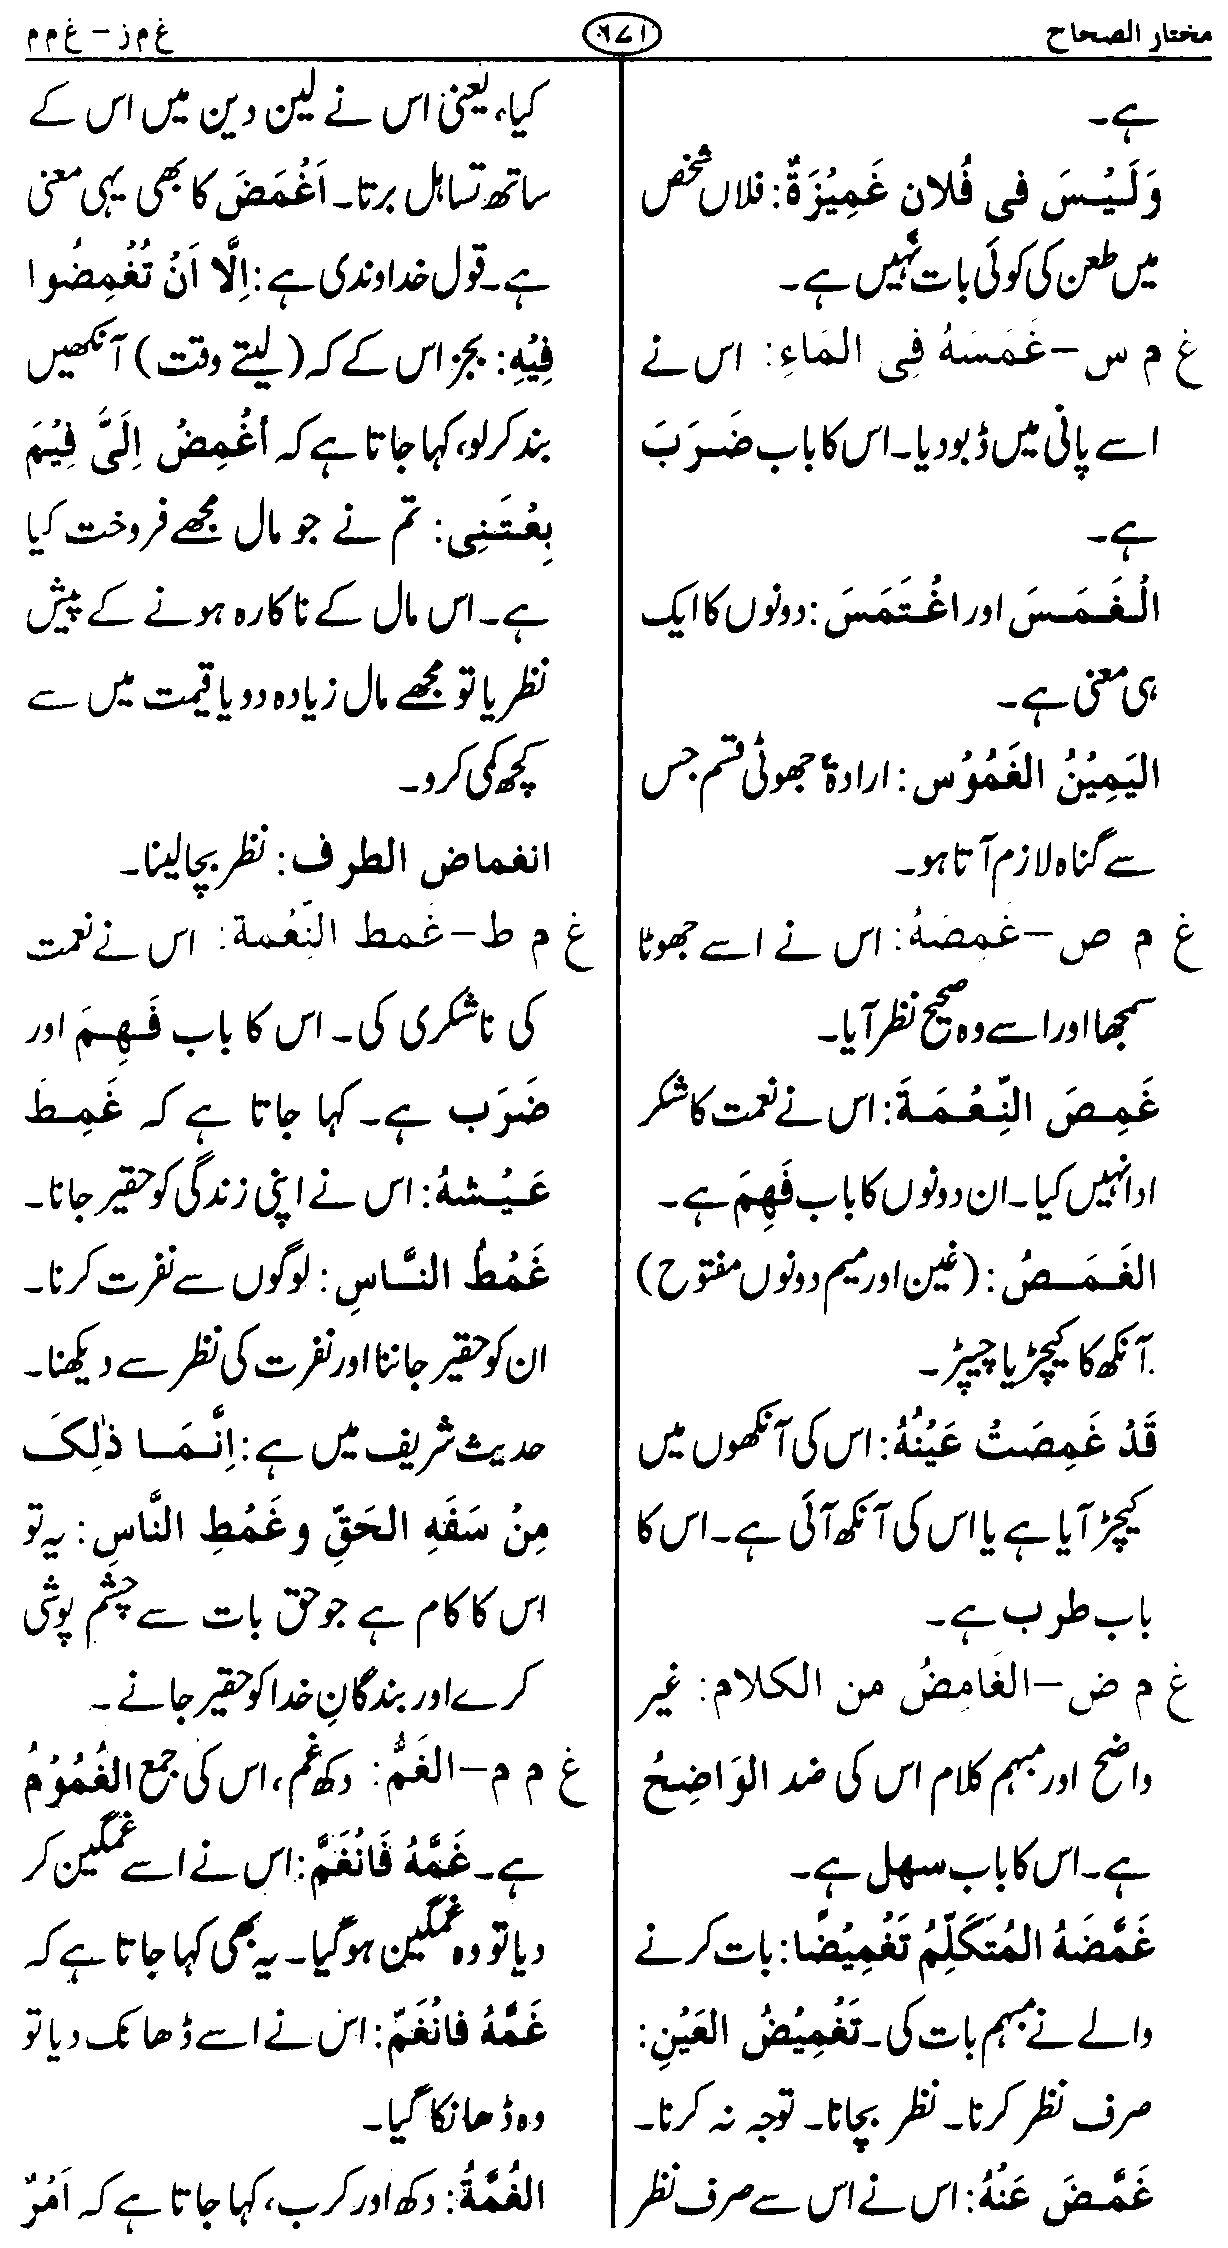 مختار الصحاح
۶۷۱
غ م ز – غ م م
ہے۔
وَلَيْسَ فِي فُلَانٍ غَمِيْزَةٌ: فلاں شخص
میں طعن کی کوئی بات نہیں ہے۔
غ م س – غَمَسَهُ فِی المَاءِ: اس نے
اسے پانی میں ڈبو دیا۔ اس کا باب ضَرَبَ
ہے۔
انْغَمَسَ اور اغْتَمَسَ: دونوں کا ایک
ہی معنی ہے۔
اليَمِيْنُ الغَمُوْس: ارادۃً جھوٹی قسم جس
سے گناہ لازم آتا ہو۔
غ م ص – غَمِصَهُ: اس نے اسے جھوٹا
سمجھا اور اسے وہ صحیح نظر آیا۔
غَمِصَ النِّعْمَةَ: اس نے نعمت کا شکر
ادا نہیں کیا۔ ان دونوں کا باب فَهِمَ ہے۔
الغَمَصُ: (غین اور میم دونوں مفتوح)
آنکھ کا کیچڑ یا چیپڑ۔
قَدْ غَمِصَتْ عَيْنُهُ: اس کی آنکھوں میں
کیچڑ آیا ہے یا اس کی آنکھ آئی ہے۔ اس کا
باب طرب ہے۔
غ م ض – الغَامِضُ من الكلام: غیر
واضح اور مبہم کلام اس کی ضد الوَاضِحُ
ہے۔ اس کا باب سهل ہے۔
غَمَّضَهُ المُتَكَلِّمُ تَغْمِيْضًا: بات کرنے
والے نے مبہم بات کی۔ تَغْمِيْضُ العَيْنِ:
صرف نظر کرنا۔ نظر بچانا۔ توجہ نہ کرنا۔
غَمَّضَ عَنْهُ: اس نے اس سے صرف نظر
کیا، یعنی اس نے لین دین میں اس کے
ساتھ تساہل برتا۔ اَغْمَضَ کا بھی یہی معنی
ہے۔ قول خداوندی ہے: اِلَّا اَنْ تُغْمِضُوا
فِيْهِ: بجز اس کے کہ (لیتے وقت) آنکھیں
بند کر لو، کہا جاتا ہے کہ أغْمِضْ اِلَیَّ فِيْمَ
بِعْتَنِي: تم نے جو مال مجھے فروخت کیا
ہے۔ اس مال کے ناکارہ ہونے کے پیش
نظر یا تو مجھے مال زیادہ دو یا قیمت میں سے
کچھ کمی کرو۔
انغماض الطرف: نظر بچا لینا۔
غ م ط – غمط النِّعْمة: اس نے نعمت
کی ناشکری کی۔ اس کا باب فَهِمَ اور
ضَرَب ہے۔ کہا جاتا ہے کہ غَمِطَ
عَيْشَهُ: اس نے اپنی زندگی کو حقیر جانا۔
غَمْطُ النَّاسِ: لوگوں سے نفرت کرنا۔
ان کو حقیر جاننا اور نفرت کی نظر سے دیکھنا۔
حدیث شریف میں ہے: اِنَّمَا ذٰلِكَ
مِنْ سَفَهِ الحَقِّ وغَمْطِ النَّاسِ: یہ تو
اس کا کام ہے جو حق بات سے چشم پوشی
کرے اور بندگانِ خدا کو حقیر جانے۔
غ م م – الغَمُّ: دکھ غم، اس کی جمع الغُمُوْمُ
ہے۔ غَمَّهُ فَانْغَمَّ: اس نے اسے غمگین کر
دیا تو وہ غمگین ہو گیا۔ یہ بھی کہا جاتا ہے کہ
غَمَّهُ فانْغَمّ: اس نے اسے ڈھانک دیا تو
وہ ڈھانکا گیا۔
الغُمَّةُ: دکھ اور کرب، کہا جاتا ہے کہ اَمْرٌ